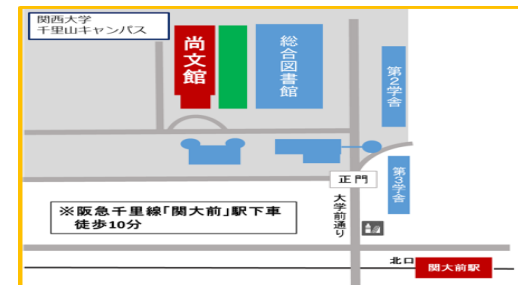 関西大学
千里山キャンパス
尚文館
総合図書館
第2学舎
正門
第3学舎
大学前通り
※阪急千里線「関大前」駅下車
徒歩10分
北口
関大前駅